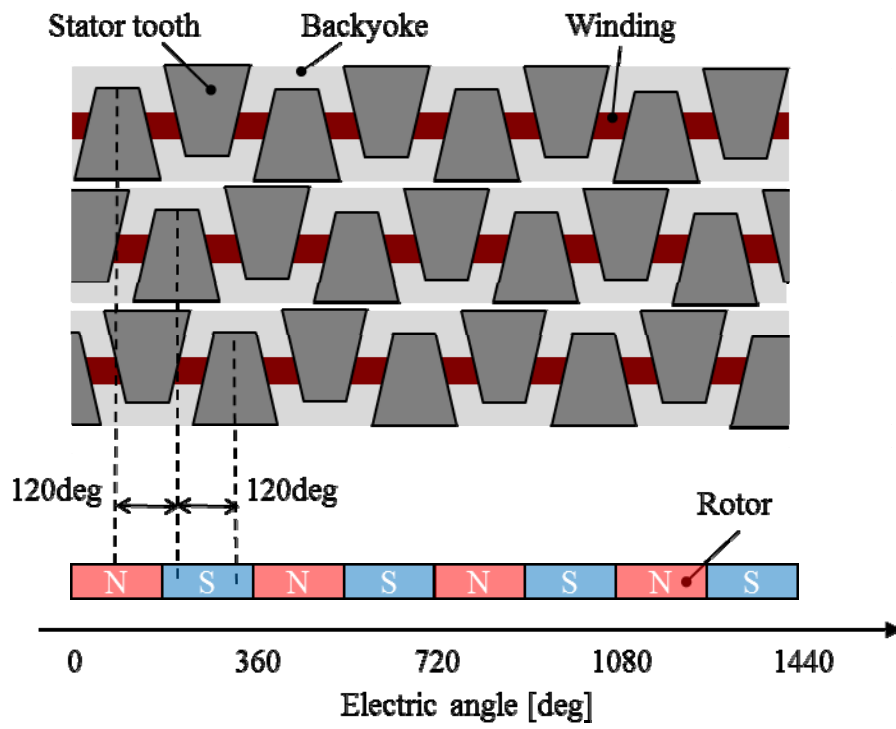 Stator tooth Backyoke Winding
120deg 120deg
Rotor
N S N S N S N S
0 360 720 1080 1440
Electric angle [deg]